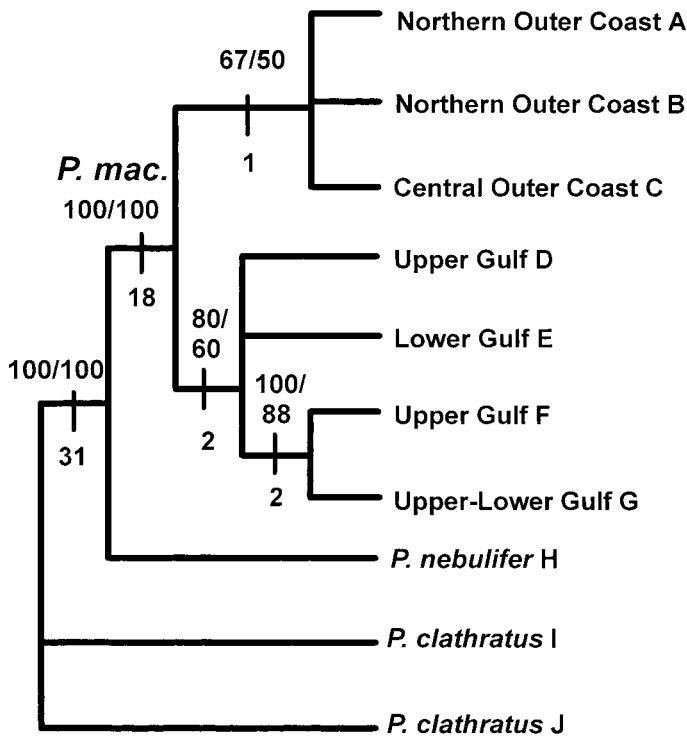 Northern Outer Coast A
67/50
Northern Outer Coast B
1
P. mac.
Central Outer Coast C
100/100
Upper Gulf D
18
80/
60
Lower Gulf E
100/100
100/
88
Upper Gulf F
31
2
2
Upper-Lower Gulf G
P. nebulifer H
P. clathratus I
P. clathratus J